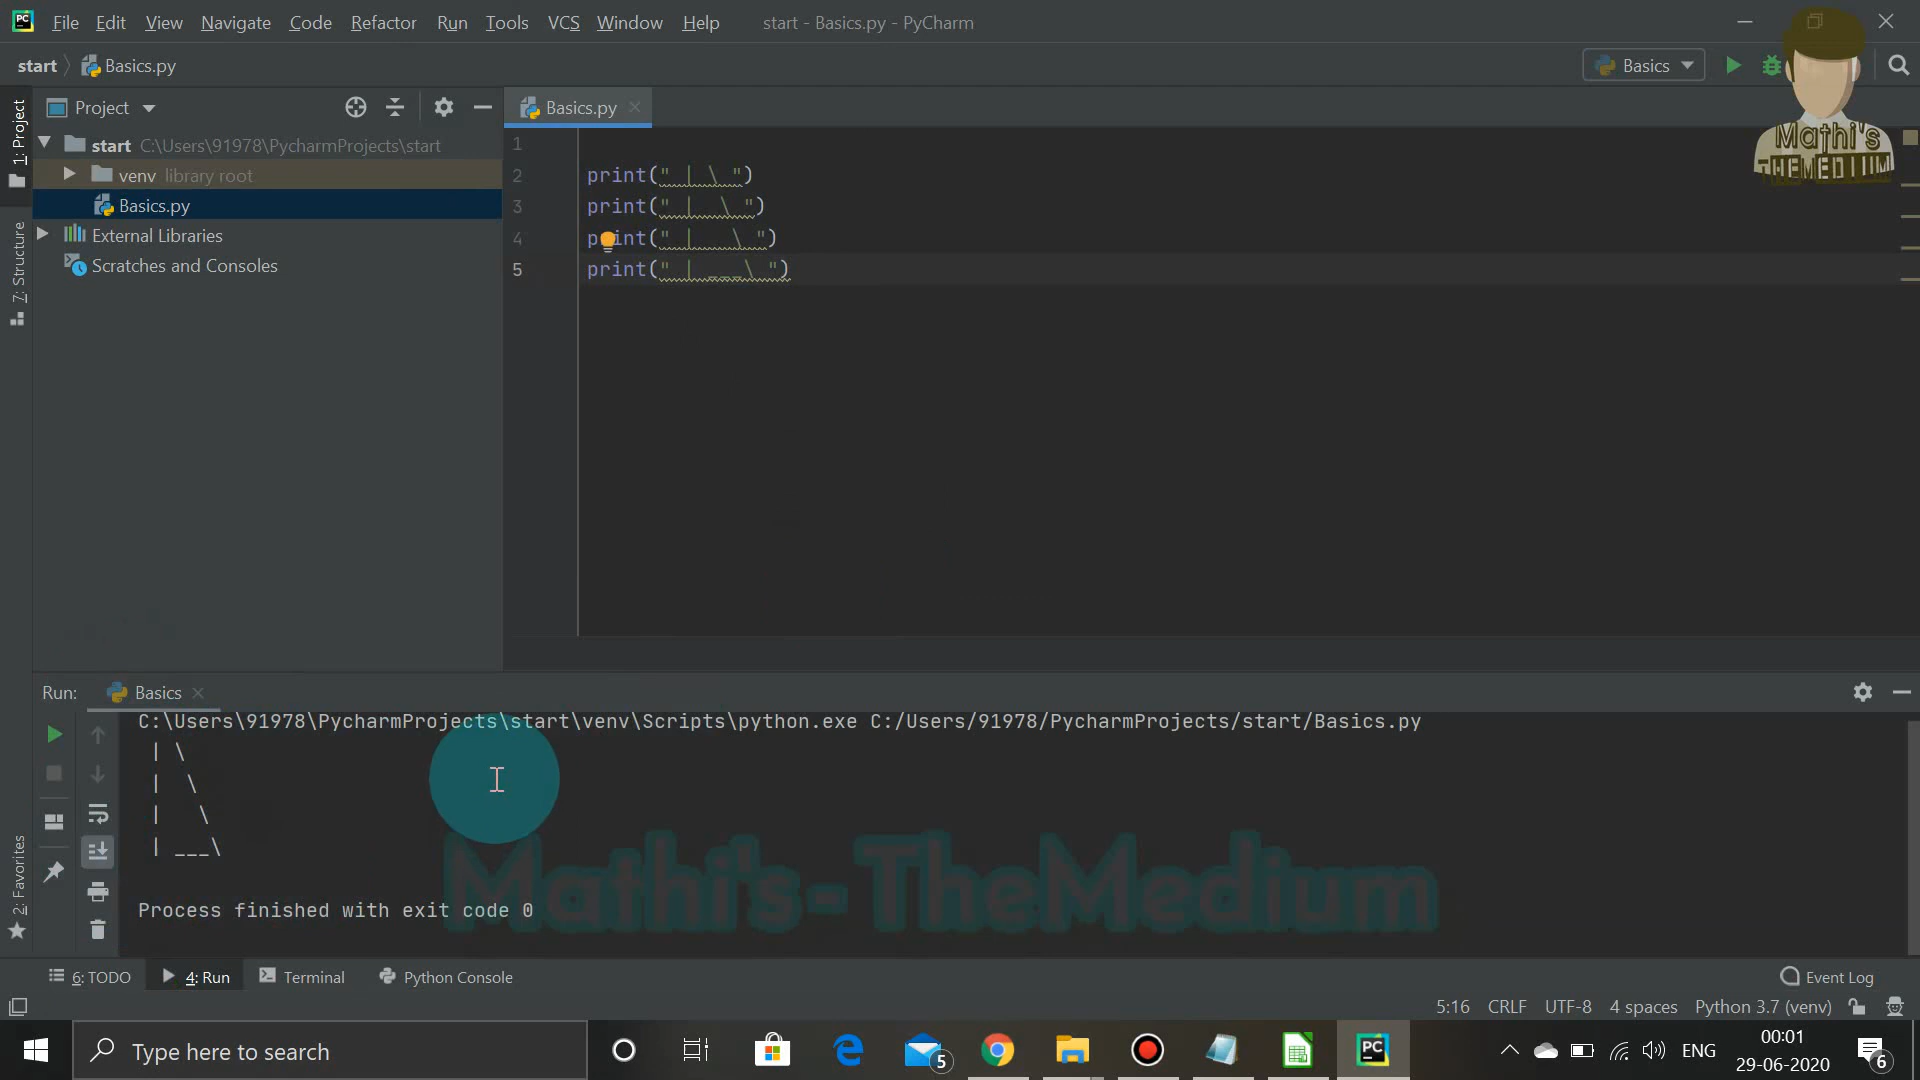 File Edit View Navigate Code Refactor Run Tools VCS Window Help start - Basics.py - PyCharm
start Basics.py Basics
Mathi's
THEMEDIUM
1: Project
Project
Basics.py
start C:\Users\91978\PycharmProjects\start
venv library root
Basics.py
External Libraries
Scratches and Consoles
7: Structure
2: Favorites
1
2 print(" | \ ")
3 print(" |  \ ")
4 print(" |   \ ")
5 print(" | ___\ ")
Run: Basics
C:\Users\91978\PycharmProjects\start\venv\Scripts\python.exe C:/Users/91978/PycharmProjects/start/Basics.py
 | \
 |  \
 |   \
 | ___\
Mathi's - TheMedium
Process finished with exit code 0
6: TODO 4: Run Terminal Python Console Event Log
5:16 CRLF UTF-8 4 spaces Python 3.7 (venv)
Type here to search
5
PC
ENG
00:01
29-06-2020
6